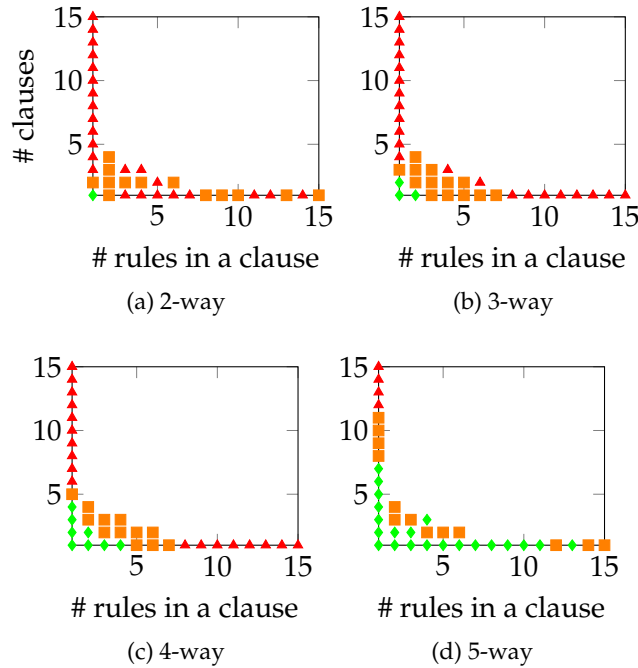 15
10
5
# clauses
5 10 15
# rules in a clause
(a) 2-way
15
10
5
5 10 15
# rules in a clause
(b) 3-way
15
10
5
5 10 15
# rules in a clause
(c) 4-way
15
10
5
5 10 15
# rules in a clause
(d) 5-way